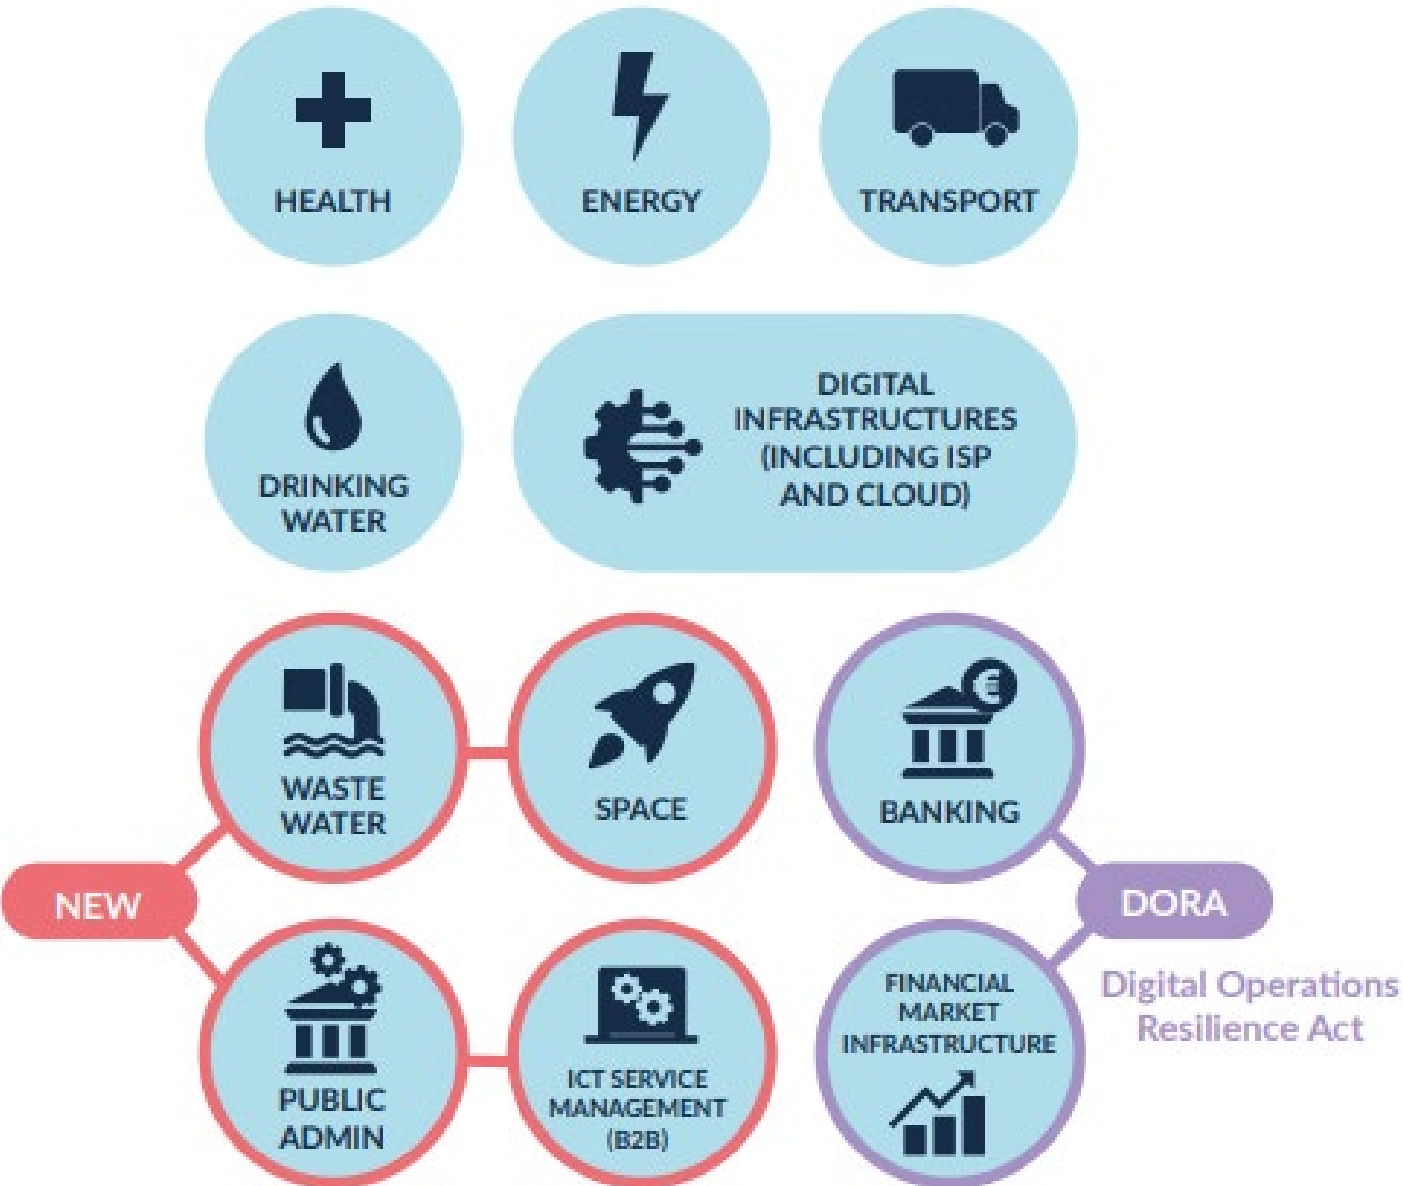 HEALTH
ENERGY
TRANSPORT
DRINKING
WATER
DIGITAL
INFRASTRUCTURES
(INCLUDING ISP
AND CLOUD)
WASTE
WATER
SPACE
BANKING
NEW
DORA
Digital Operations
Resilience Act
PUBLIC
ADMIN
ICT SERVICE
MANAGEMENT
(B2B)
FINANCIAL
MARKET
INFRASTRUCTURE